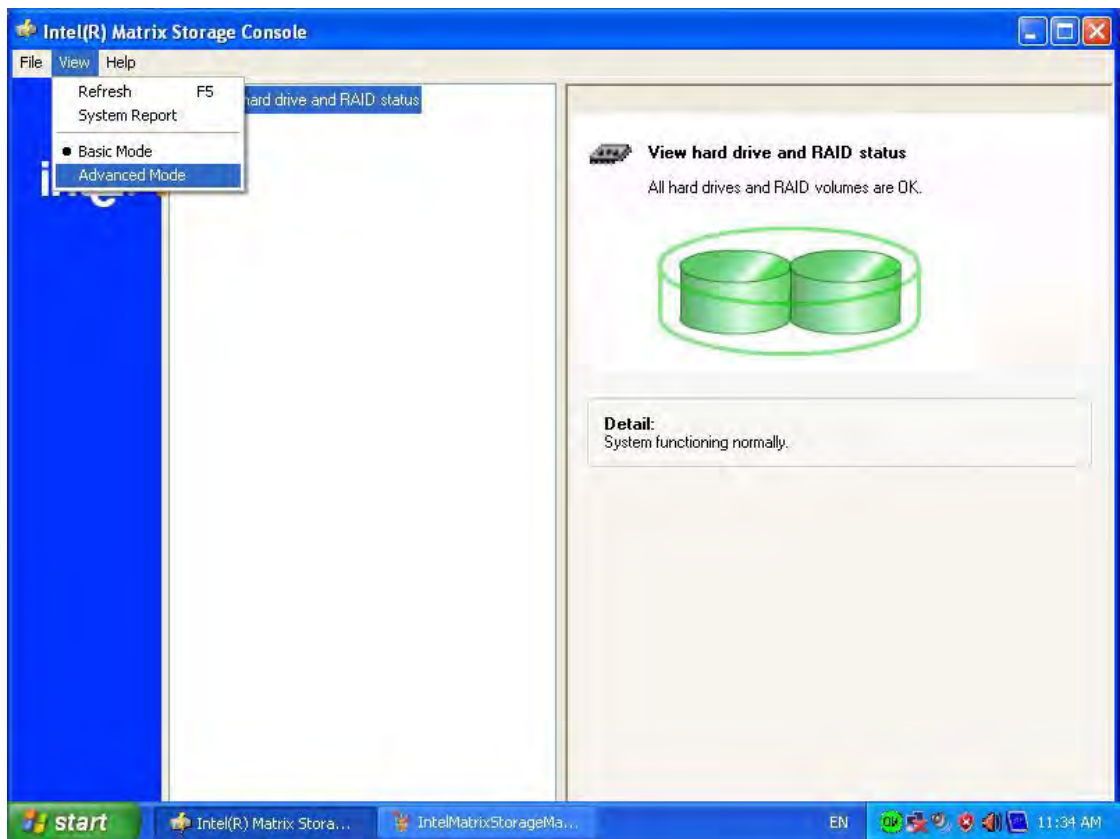 Intel(R) Matrix Storage Console
File View Help
Refresh F5
System Report
Basic Mode
Advanced Mode
hard drive and RAID status
View hard drive and RAID status
All hard drives and RAID volumes are OK.
Detail:
System functioning normally.
start
Intel(R) Matrix Stora...
IntelMatrixStorageMa...
EN
11:34 AM